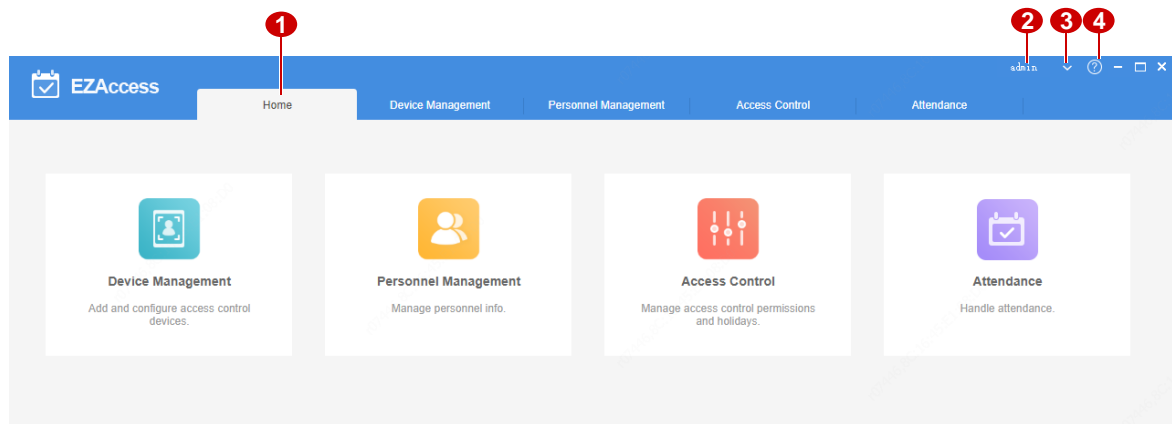 1
2 3 4
admin
EZAccess
Home Device Management Personnel Management Access Control Attendance
Device Management
Add and configure access control
devices.
Personnel Management
Manage personnel info.
Access Control
Manage access control permissions
and holidays.
Attendance
Handle attendance.